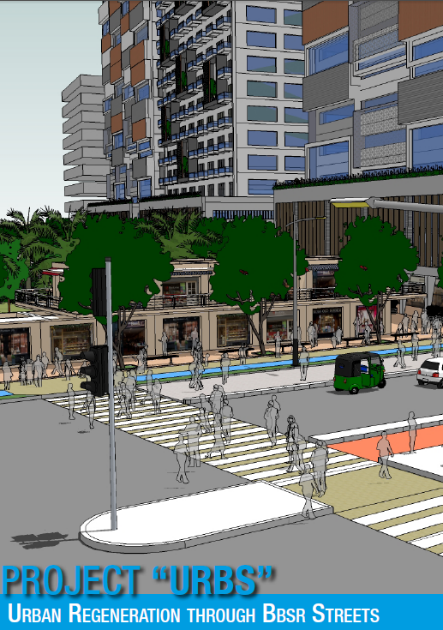 PROJECT “URBS”
URBAN REGENERATION THROUGH BBSR STREETS